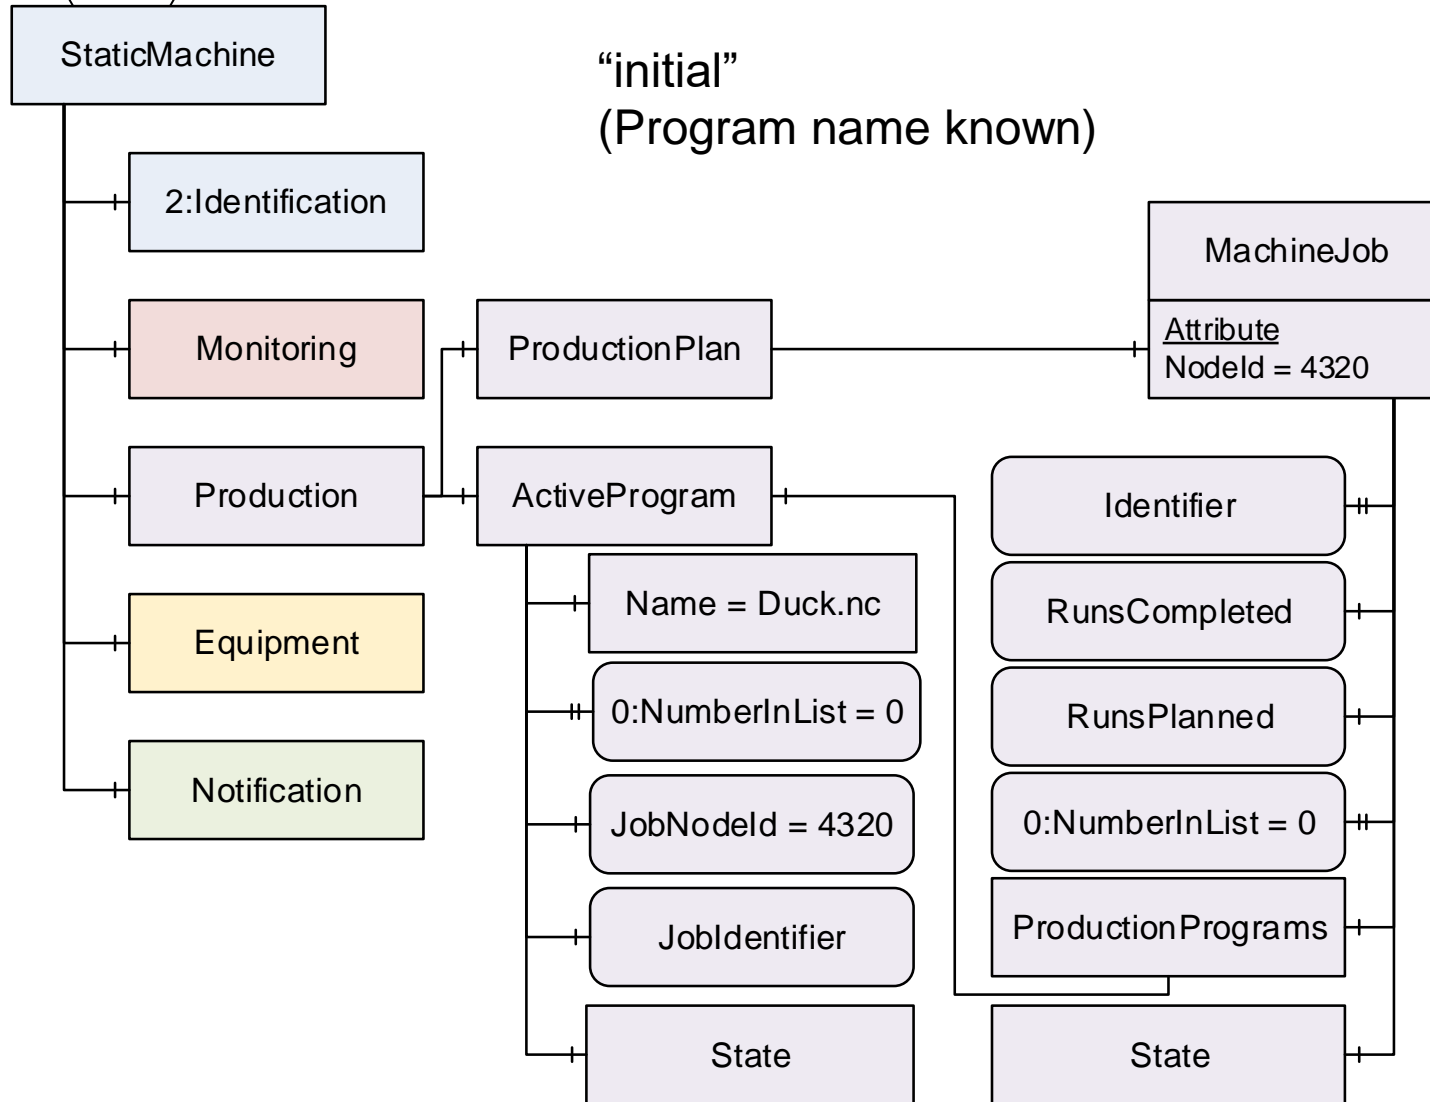 StaticMachine
“initial”
(Program name known)
2:Identification
MachineJob
Attribute
NodeId = 4320
Monitoring
ProductionPlan
Production
ActiveProgram
Identifier
Name = Duck.nc
RunsCompleted
Equipment
0:NumberInList = 0
RunsPlanned
Notification
JobNodeId = 4320
0:NumberInList = 0
JobIdentifier
ProductionPrograms
State
State